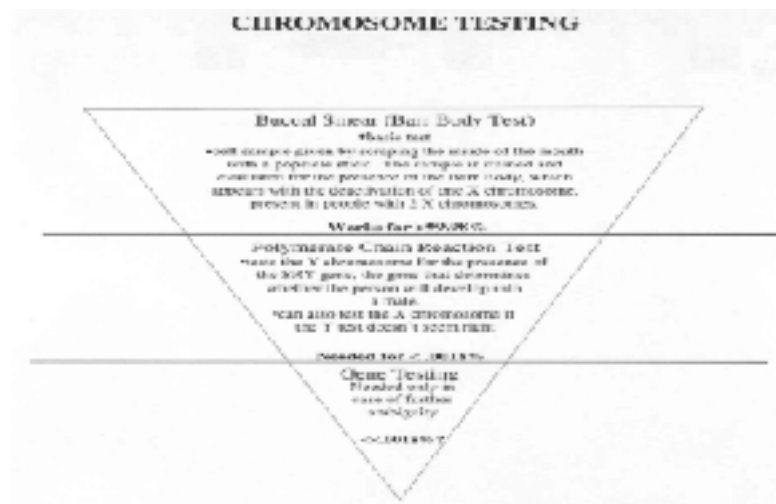 CHROMOSOME TESTING
Buccal Smear (Barr Body Test)
•basic test
•cell sample given by scraping the inside of the mouth
with a popsicle stick. The sample is stained and
evaluated for the presence of the Barr Body, which
appears with the deactivation of one X chromosome,
present in people with 2 X chromosomes.
Works for
Polymerase Chain Reaction Test
•tests the Y chromosome for the presence of
the SRY gene, the gene that determines
whether the person will develop into
a male.
•can also test the X chromosome if
the Y test doesn't seem right
Needed for
Gene Testing
Needed only in
case of further
ambiguity